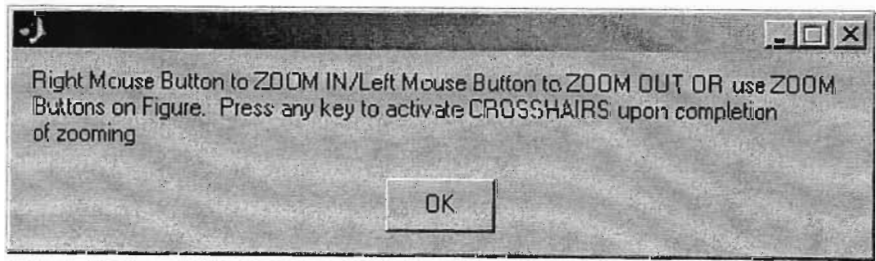 Right Mouse Button to ZOOM IN/Left Mouse Button to ZOOM OUT OR use ZOOM
Buttons on Figure. Press any key to activate CROSSHAIRS upon completion
of zooming
OK